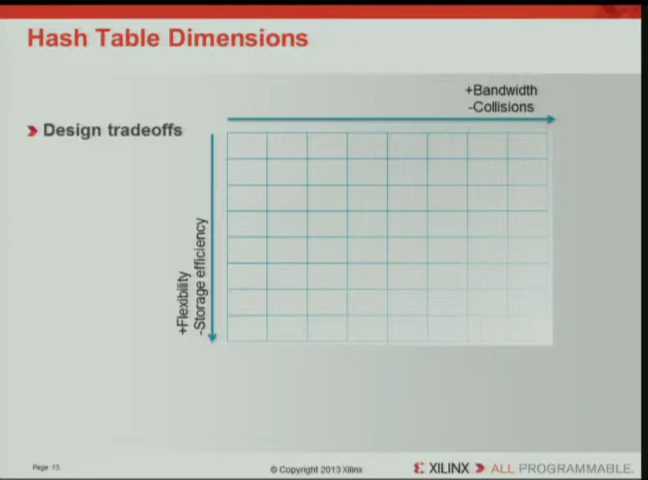 Hash Table Dimensions
+Bandwidth
-Collisions
Design tradeoffs
+Flexibility
-Storage efficiency
Page 13
© Copyright 2013 Xilinx
XILINX ALL PROGRAMMABLE.